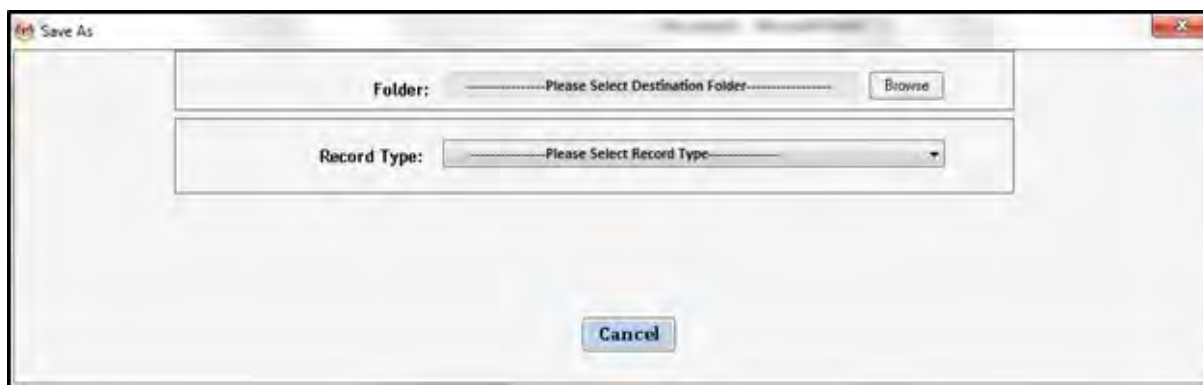 Save As
Folder: ----------------Please Select Destination Folder----------------- Browse
Record Type: ----------------Please Select Record Type---------------
Cancel